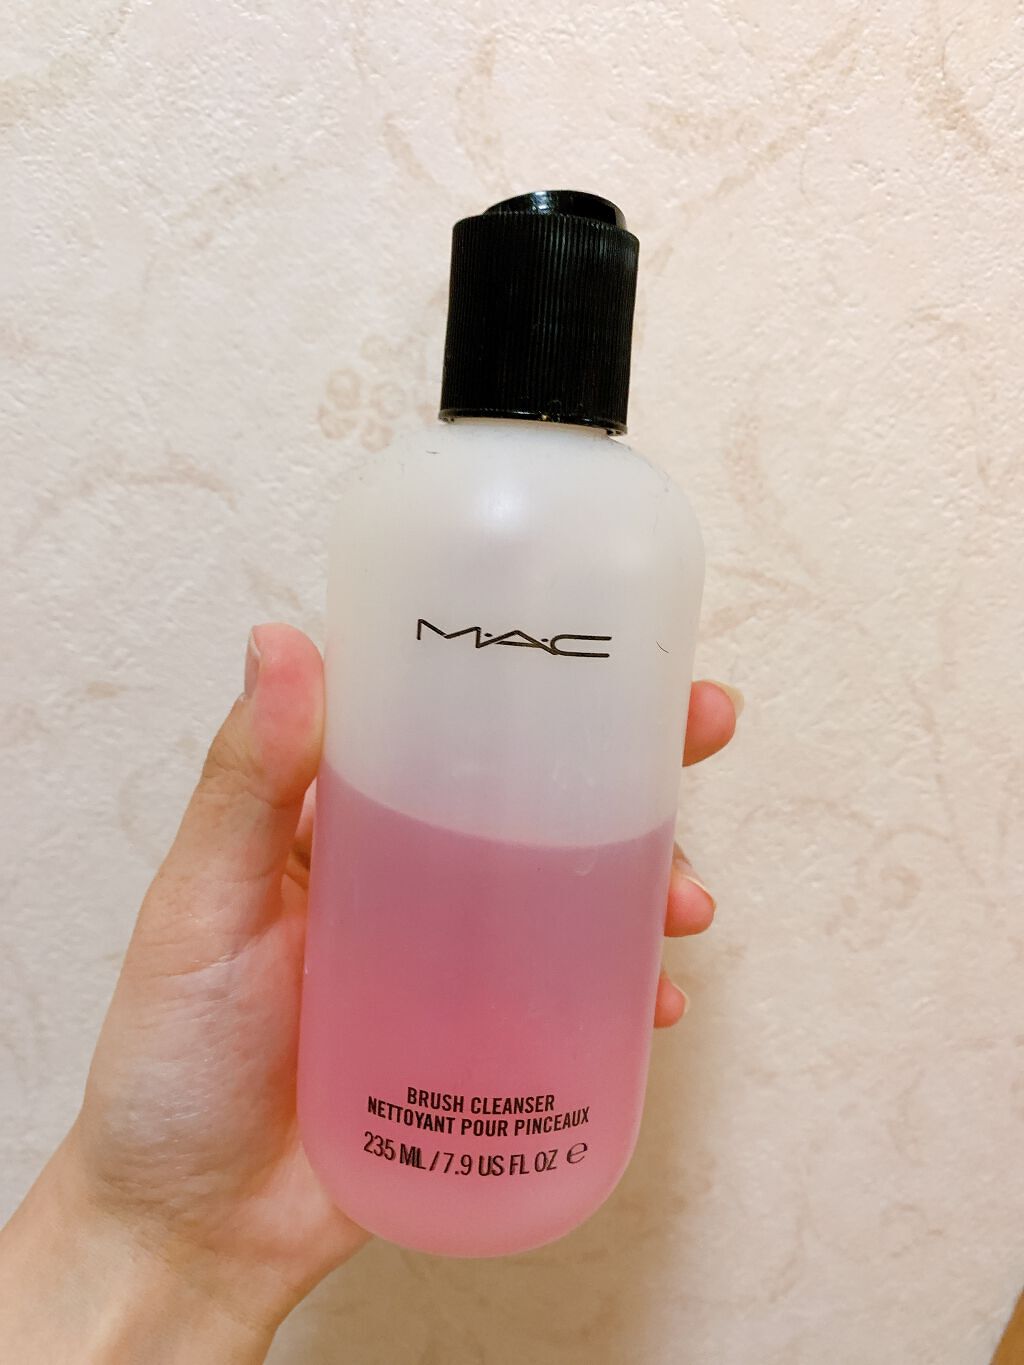 M·A·C
BRUSH CLEANSER
NETTOYANT POUR PINCEAUX
235 ML / 7.9 US FL OZ ℮